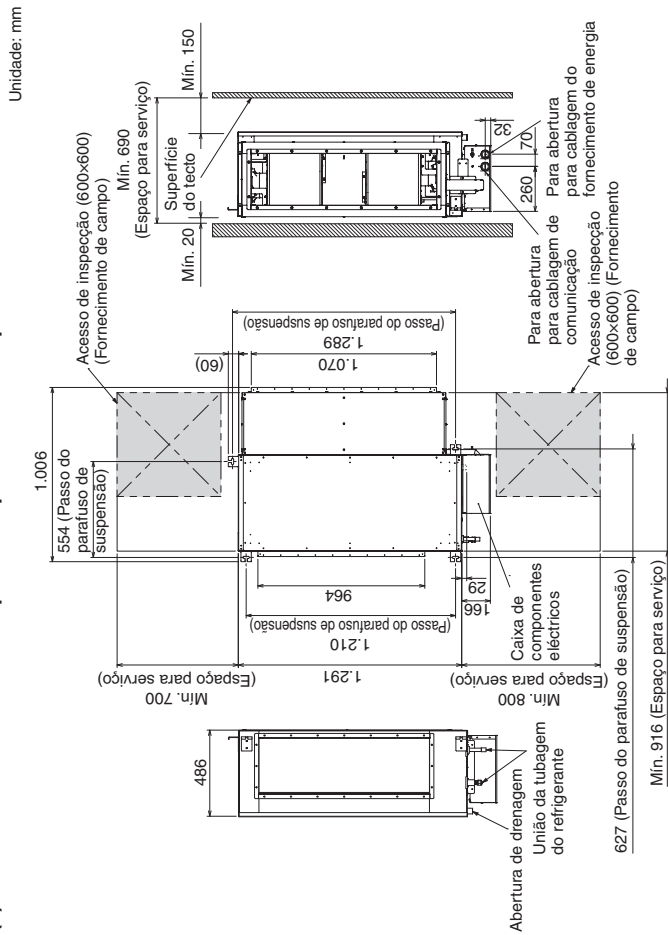 Unidade: mm
Acesso de inspecção (600x600)
(Fornecimento de campo)
Mín. 690
(Espaço para serviço)
Mín. 150
Superfície
do tecto
Mín. 20
32
70
260
Para abertura
para cablagem do
fornecimento de energia
Para abertura
para cablagem de
comunicação
Acesso de inspecção
(600x600) (Fornecimento
de campo)
1.006
554 (Passo do
parafuso de
suspensão)
(60)
1.070
1.289
(Passo do parafuso de suspensão)
964
1.210
(Passo do parafuso de suspensão)
1.291
Mín. 700
(Espaço para serviço)
Mín. 800
(Espaço para serviço)
29
166
Caixa de
componentes
eléctricos
627 (Passo do parafuso de suspensão)
Mín. 916 (Espaço para serviço)
486
Abertura de drenagem
União da tubagem
do refrigerante